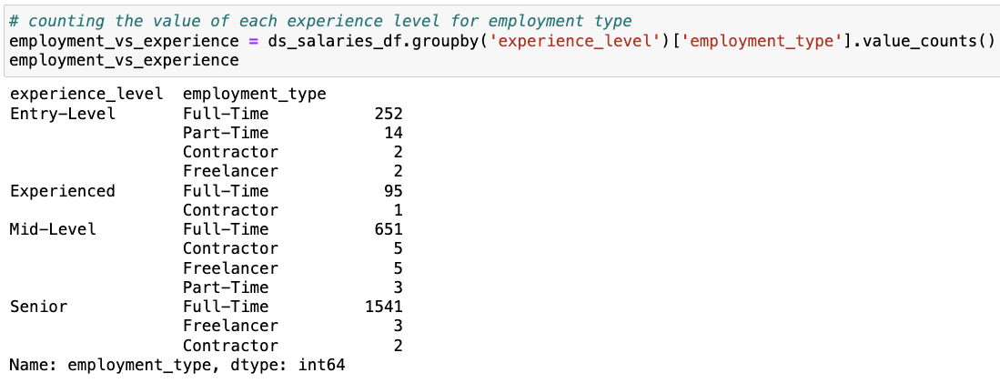 # counting the value of each experience level for employment type
employment_vs_experience = ds_salaries_df.groupby('experience_level')['employment_type'].value_counts()
employment_vs_experience
experience_level  employment_type
Entry-Level       Full-Time           252
                  Part-Time            14
                  Contractor            2
                  Freelancer            2
Experienced       Full-Time            95
                  Contractor            1
Mid-Level         Full-Time           651
                  Contractor            5
                  Freelancer            5
                  Part-Time             3
Senior            Full-Time          1541
                  Freelancer            3
                  Contractor            2
Name: employment_type, dtype: int64